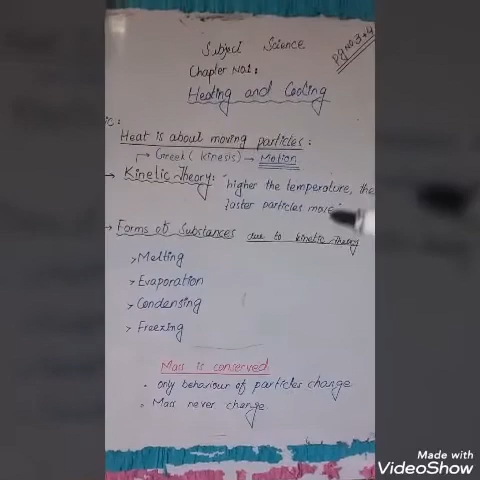 Subject Science
Pg No.3+4
Chapter No1:
Heating and Cooling
ic:
Heat is about moving particles:
→ Greek (kinesis) → Motion
→ Kinetic Theory: "higher the temperature, the
faster particles move"
→ Forms of Substances due to kinetic theory
> Melting
> Evaporation
> Condensing
> Freezing
Mass is conserved
• only behaviour of particles change
• Mass never change
Made with
VideoShow